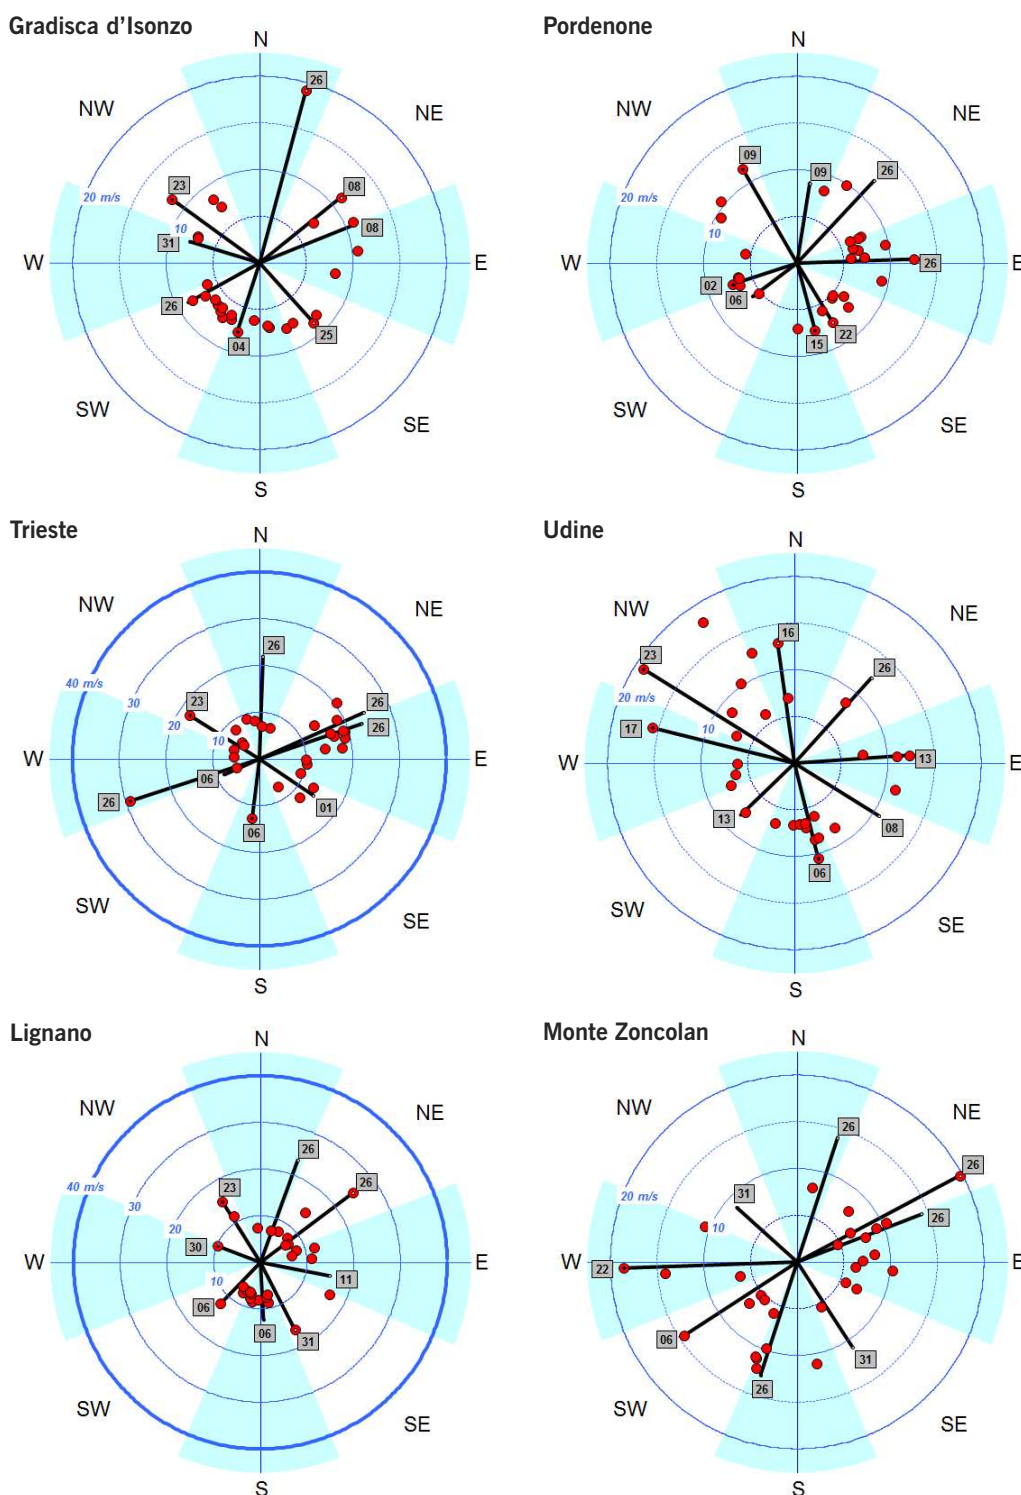 Gradisca d'Isonzo
N
NW
NE
W
E
SW
SE
S
20 m/s
10
26
23
08
08
31
26
04
25
Pordenone
N
NW
NE
W
E
SW
SE
S
20 m/s
10
09
09
26
26
02
06
15
22
Trieste
N
NW
NE
W
E
SW
SE
S
40 m/s
30
20
10
26
23
26
26
06
26
01
06
Udine
N
NW
NE
W
E
SW
SE
S
20 m/s
10
16
23
26
17
13
13
08
06
Lignano
N
NW
NE
W
E
SW
SE
S
40 m/s
30
20
10
26
23
26
30
11
06
06
31
Monte Zoncolan
N
NW
NE
W
E
SW
SE
S
20 m/s
10
26
26
31
26
22
06
31
26